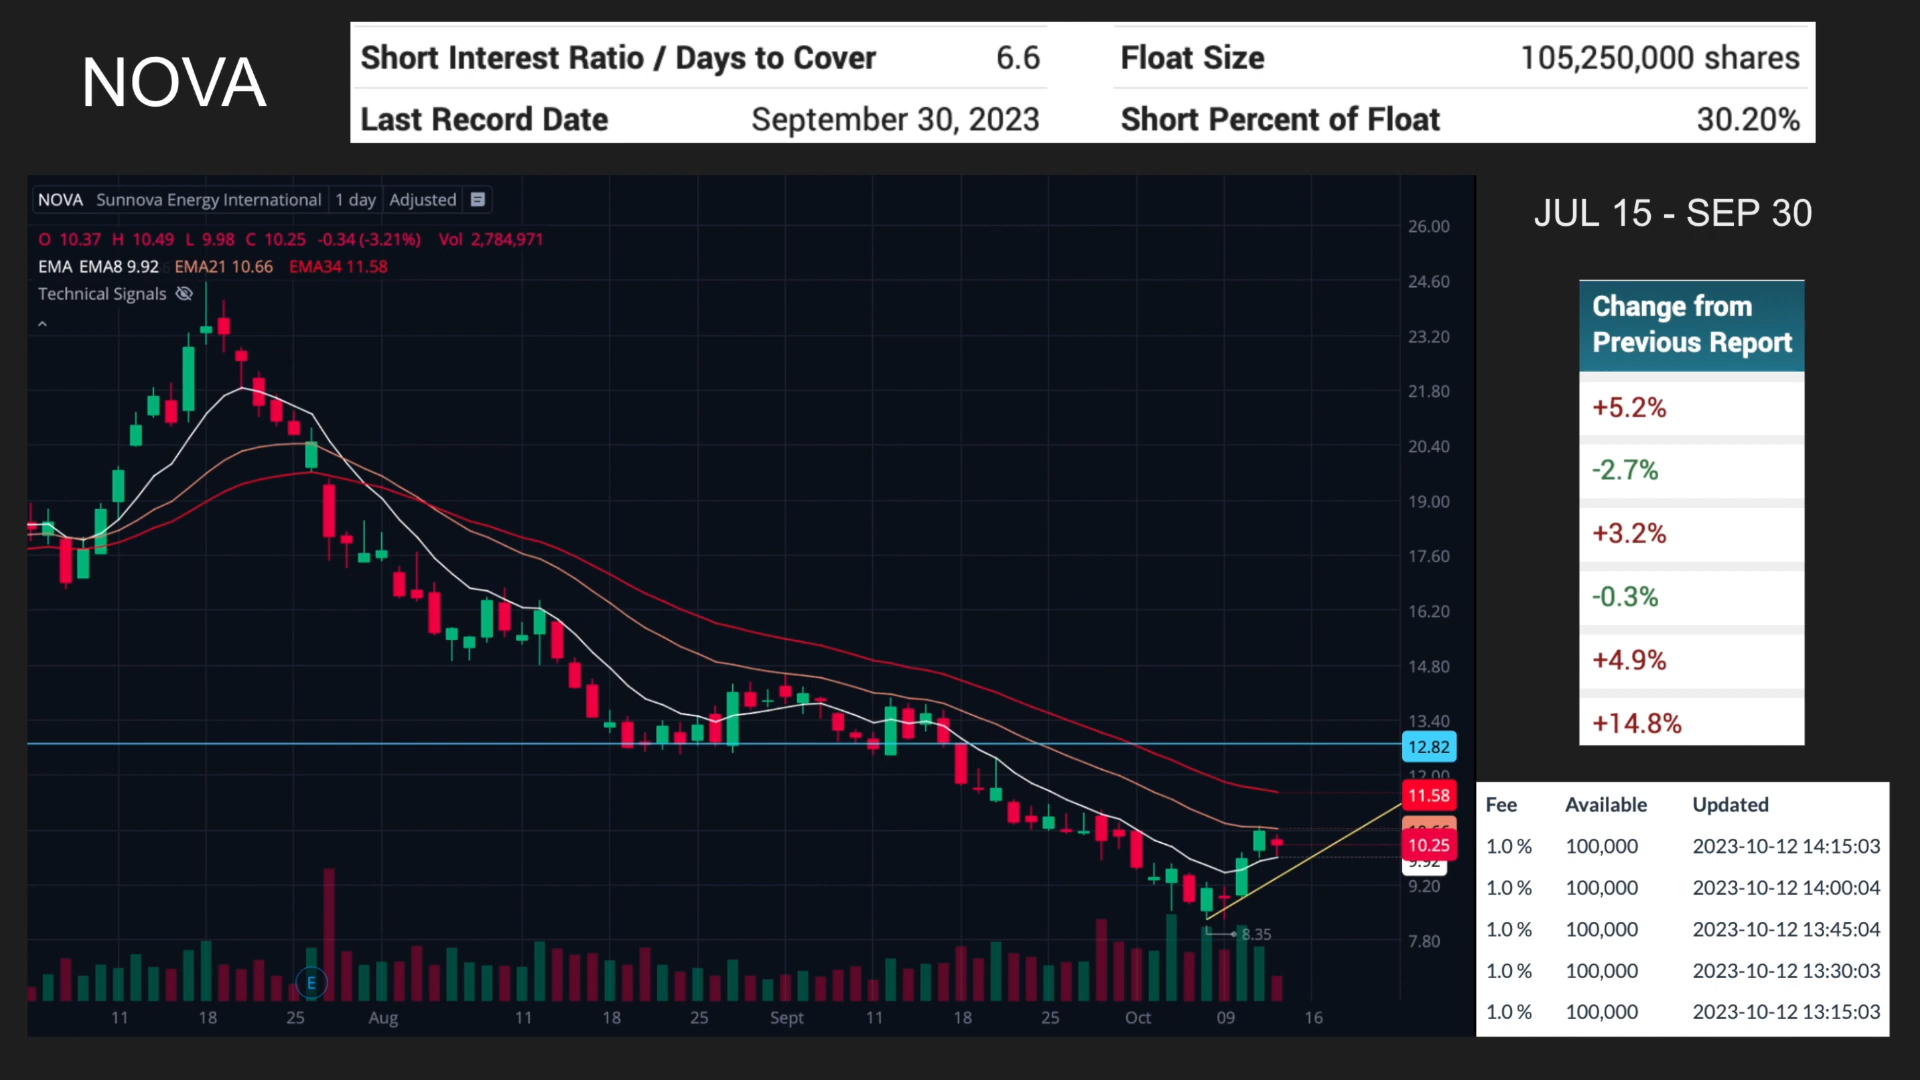 NOVA
Short Interest Ratio / Days to Cover 6.6
Float Size 105,250,000 shares
Last Record Date September 30, 2023
Short Percent of Float 30.20%
NOVA Sunnova Energy International 1 day Adjusted
O 10.37 H 10.49 L 9.98 C 10.25 -0.34 (-3.21%) Vol 2,784,971
EMA EMA8 9.92 EMA21 10.66 EMA34 11.58
Technical Signals
26.00
24.60
23.20
21.80
20.40
19.00
17.60
16.20
14.80
13.40
12.82
12.00
11.58
10.66
10.25
9.92
9.20
7.80
8.35
E
11 18 25 Aug 11 18 25 Sept 11 18 25 Oct 09 16
JUL 15 - SEP 30
Change from
Previous Report
+5.2%
-2.7%
+3.2%
-0.3%
+4.9%
+14.8%
Fee Available Updated
1.0 % 100,000 2023-10-12 14:15:03
1.0 % 100,000 2023-10-12 14:00:04
1.0 % 100,000 2023-10-12 13:45:04
1.0 % 100,000 2023-10-12 13:30:03
1.0 % 100,000 2023-10-12 13:15:03